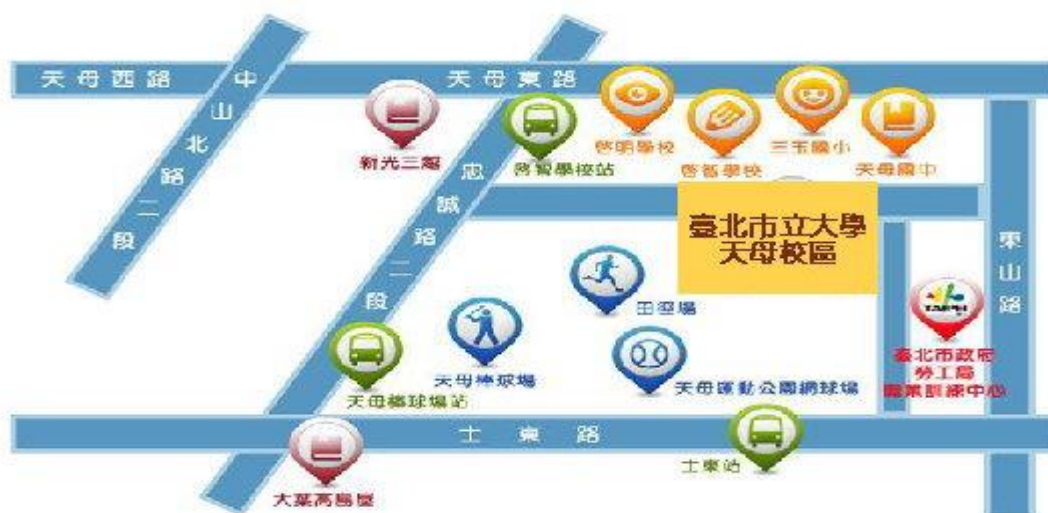 天母西路
天母東路
中山北路二段
新光三越
啓智學校站
啓明學校
啓智學校
三玉國小
天母國中
忠誠路二段
臺北市立大學
天母校區
東山路
田徑場
天母棒球場
天母棒球場站
天母運動公園網球場
TAIPEI
臺北市政府
勞工局
職業訓練中心
士東路
士東站
大葉高島屋